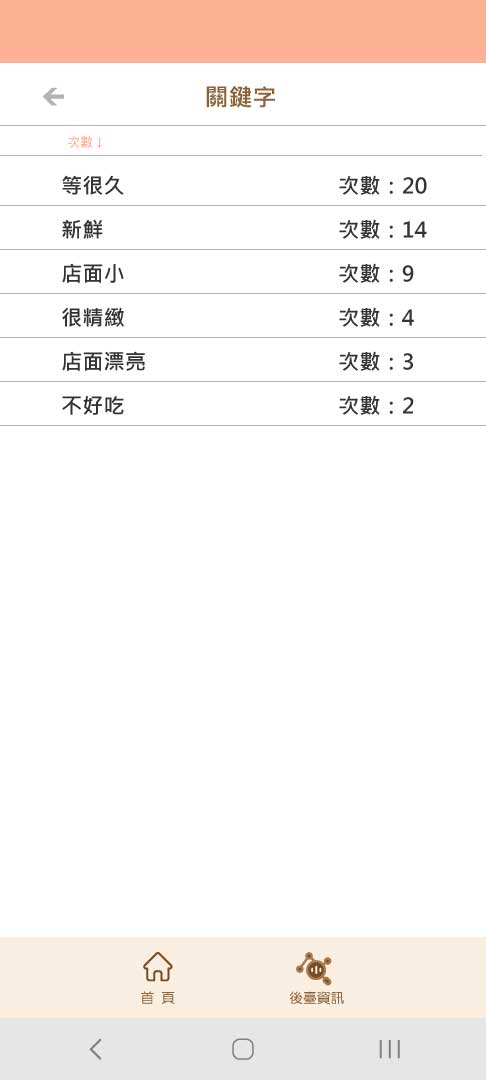 關鍵字
次數↓
等很久 次數：20
新鮮 次數：14
店面小 次數：9
很精緻 次數：4
店面漂亮 次數：3
不好吃 次數：2
首 頁 後臺資訊